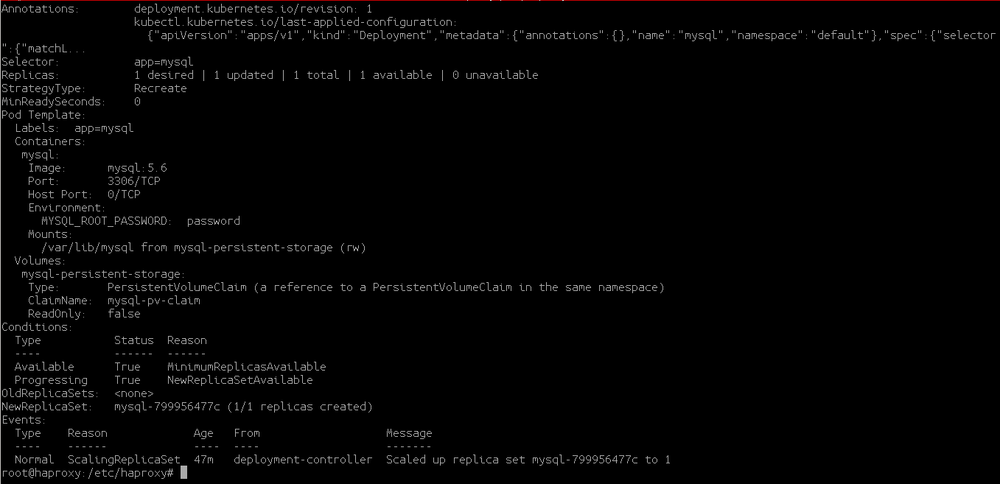 Annotations:            deployment.kubernetes.io/revision: 1
                        kubectl.kubernetes.io/last-applied-configuration:
                          {"apiVersion":"apps/v1","kind":"Deployment","metadata":{"annotations":{},"name":"mysql","namespace":"default"},"spec":{"selector
":{"matchL...
Selector:               app=mysql
Replicas:               1 desired | 1 updated | 1 total | 1 available | 0 unavailable
StrategyType:           Recreate
MinReadySeconds:        0
Pod Template:
  Labels:  app=mysql
  Containers:
   mysql:
    Image:      mysql:5.6
    Port:       3306/TCP
    Host Port:  0/TCP
    Environment:
      MYSQL_ROOT_PASSWORD:  password
    Mounts:
      /var/lib/mysql from mysql-persistent-storage (rw)
  Volumes:
   mysql-persistent-storage:
    Type:       PersistentVolumeClaim (a reference to a PersistentVolumeClaim in the same namespace)
    ClaimName:  mysql-pv-claim
    ReadOnly:   false
Conditions:
  Type           Status  Reason
  ----           ------  ------
  Available      True    MinimumReplicasAvailable
  Progressing    True    NewReplicaSetAvailable
OldReplicaSets:  <none>
NewReplicaSet:   mysql-799956477c (1/1 replicas created)
Events:
  Type    Reason             Age   From                   Message
  ----    ------             ----  ----                   -------
  Normal  ScalingReplicaSet  47m   deployment-controller  Scaled up replica set mysql-799956477c to 1
root@haproxy:/etc/haproxy#